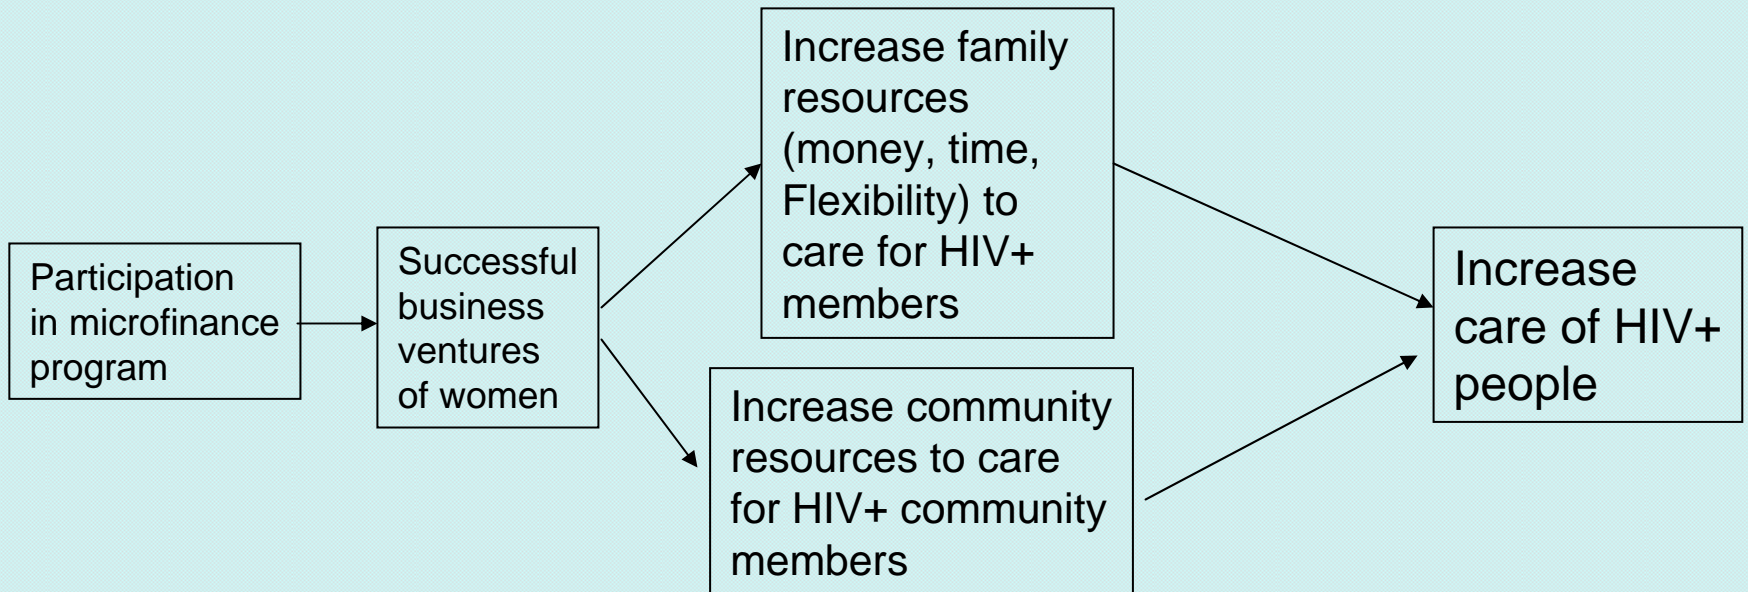 Participation
in microfinance
program
Successful
business
ventures
of women
Increase family
resources
(money, time,
Flexibility) to
care for HIV+
members
Increase community
resources to care
for HIV+ community
members
Increase
care of HIV+
people